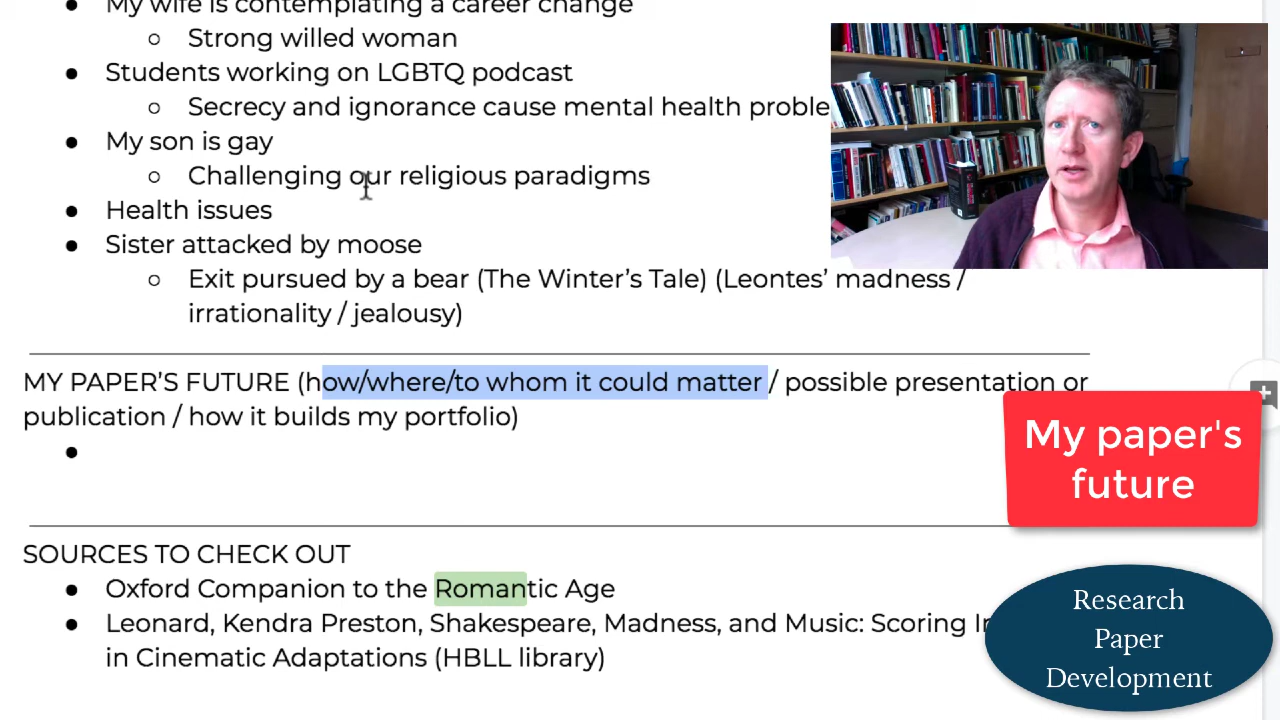 ● My wife is contemplating a career change
○ Strong willed woman
● Students working on LGBTQ podcast
○ Secrecy and ignorance cause mental health proble
● My son is gay
○ Challenging our religious paradigms
● Health issues
● Sister attacked by moose
○ Exit pursued by a bear (The Winter’s Tale) (Leontes’ madness /
irrationality / jealousy)
MY PAPER’S FUTURE (how/where/to whom it could matter / possible presentation or
publication / how it builds my portfolio)
●
My paper's
future
SOURCES TO CHECK OUT
● Oxford Companion to the Romantic Age
● Leonard, Kendra Preston, Shakespeare, Madness, and Music: Scoring
in Cinematic Adaptations (HBLL library)
Research
Paper
Development